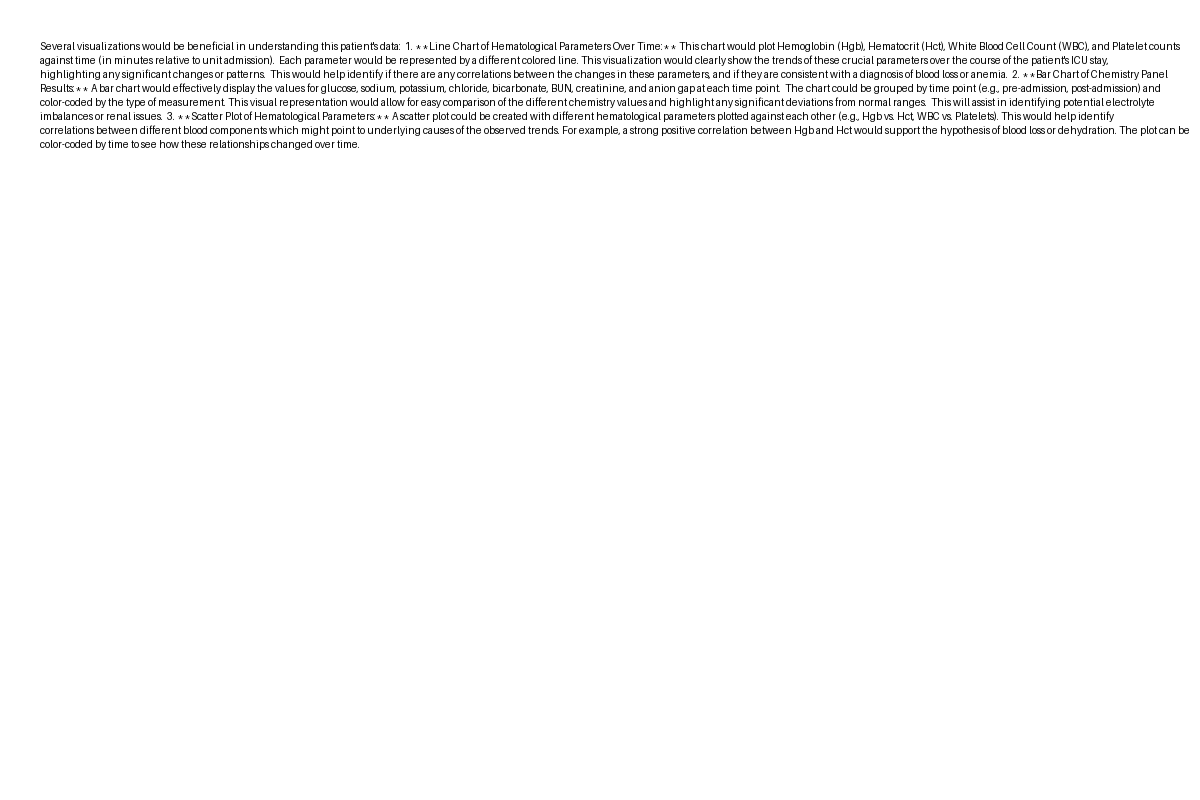 Several visualizations would be beneficial in understanding this patient's data:  1. **Line Chart of Hematological Parameters Over Time:** This chart would plot Hemoglobin (Hgb), Hematocrit (Hct), White Blood Cell Count (WBC), and Platelet counts
against time (in minutes relative to unit admission).  Each parameter would be represented by a different colored line. This visualization would clearly show the trends of these crucial parameters over the course of the patient's ICU stay,
highlighting any significant changes or patterns.  This would help identify if there are any correlations between the changes in these parameters, and if they are consistent with a diagnosis of blood loss or anemia.  2. **Bar Chart of Chemistry Panel
Results:** A bar chart would effectively display the values for glucose, sodium, potassium, chloride, bicarbonate, BUN, creatinine, and anion gap at each time point.  The chart could be grouped by time point (e.g., pre-admission, post-admission) and
color-coded by the type of measurement. This visual representation would allow for easy comparison of the different chemistry values and highlight any significant deviations from normal ranges.  This will assist in identifying potential electrolyte
imbalances or renal issues.  3. **Scatter Plot of Hematological Parameters:** A scatter plot could be created with different hematological parameters plotted against each other (e.g., Hgb vs. Hct, WBC vs. Platelets). This would help identify
correlations between different blood components which might point to underlying causes of the observed trends. For example, a strong positive correlation between Hgb and Hct would support the hypothesis of blood loss or dehydration. The plot can be
color-coded by time to see how these relationships changed over time.